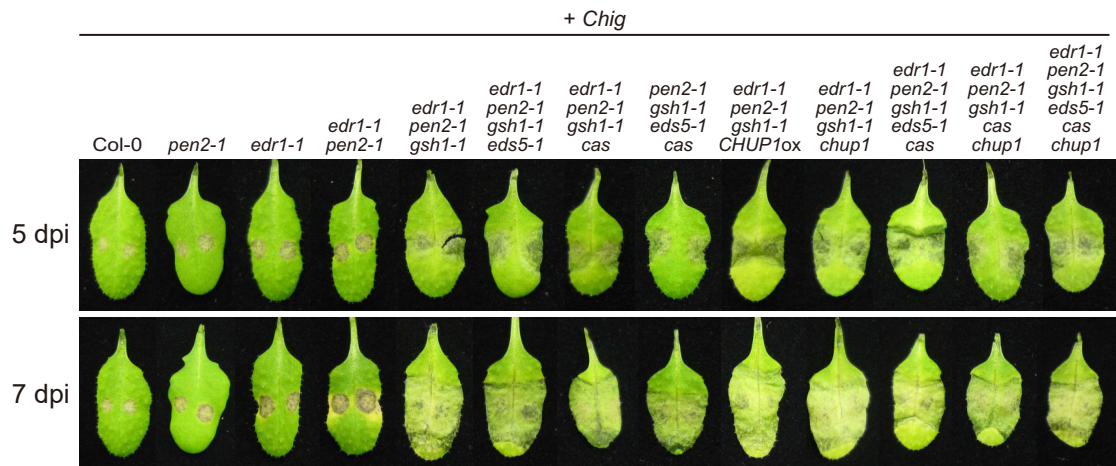 + Chig
Col-0
pen2-1
edr1-1
edr1-1
pen2-1
edr1-1
pen2-1
gsh1-1
edr1-1
pen2-1
gsh1-1
eds5-1
edr1-1
pen2-1
gsh1-1
cas
pen2-1
gsh1-1
eds5-1
cas
edr1-1
pen2-1
gsh1-1
CHUP1ox
edr1-1
pen2-1
gsh1-1
chup1
edr1-1
pen2-1
gsh1-1
eds5-1
cas
edr1-1
pen2-1
gsh1-1
cas
chup1
edr1-1
pen2-1
gsh1-1
eds5-1
cas
chup1
5 dpi
7 dpi